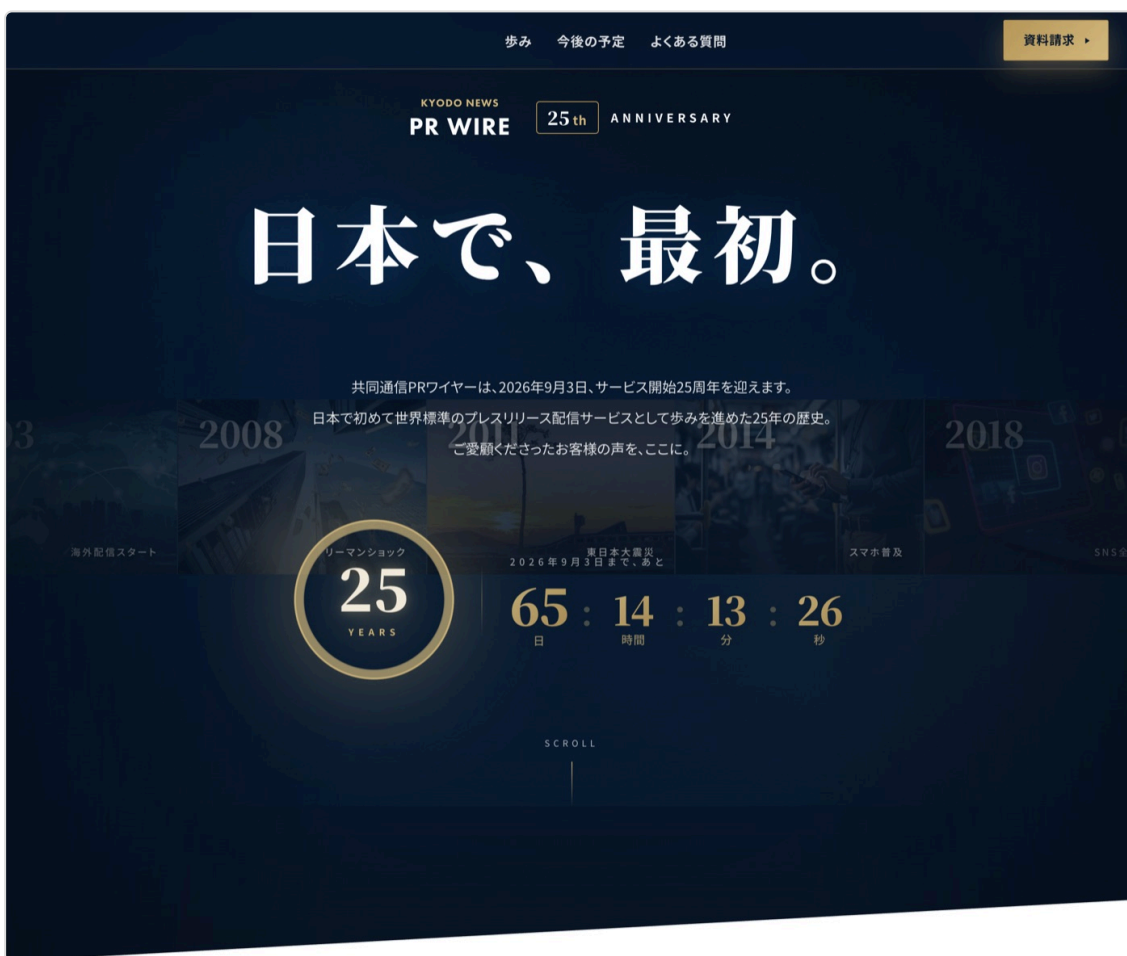 歩み 今後の予定 よくある質問
資料請求
KYODO NEWS
PR WIRE
25th ANNIVERSARY
日本で、最初。
共同通信PRワイヤーは、2026年9月3日、サービス開始25周年を迎えます。
日本で初めて世界標準のプレスリリース配信サービスとして歩みを進めた25年の歴史。
ご愛顧くださったお客様の声を、ここに。
03
2008
2014
2018
海外配信スタート
リーマンショック
東日本大震災
スマホ普及
SNS全
25
YEARS
2026年9月3日まで、あと
65 : 14 : 13 : 26
日 時間 分 秒
SCROLL